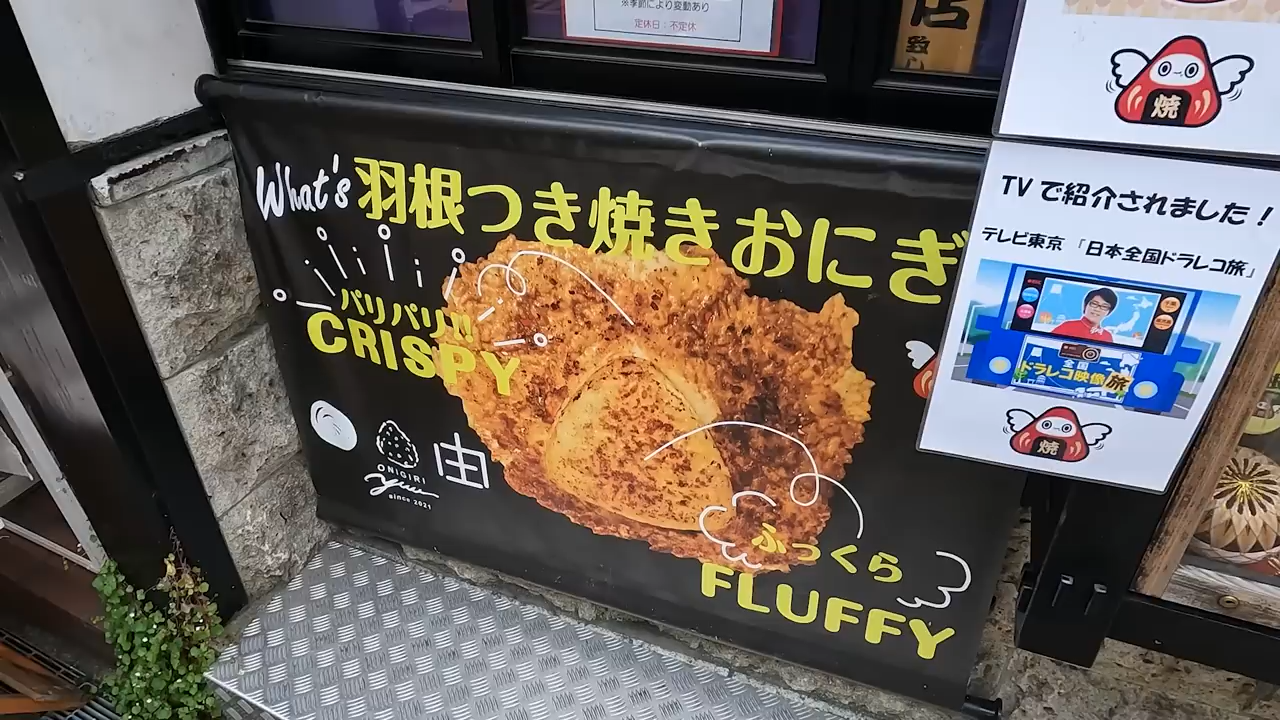 ※季節により変動あり
定休日：不定休
店
焼
What's 羽根つき焼きおにぎ
パリパリ!!
CRISPY
ONIGIRI
yuu
since 2021
由
ふっくら
FLUFFY
TVで紹介されました！
テレビ東京「日本全国ドラレコ旅」
全国
ドラレコ映像旅
焼